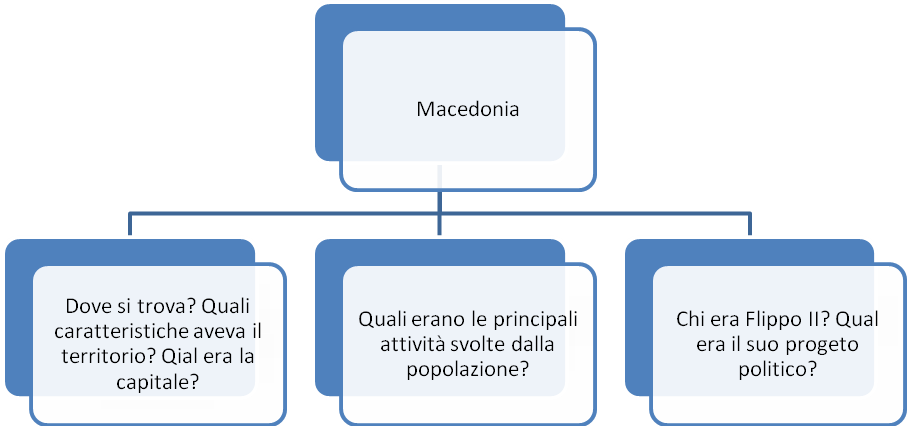 Macedonia
Dove si trova? Quali
caratteristiche aveva il
territorio? Qial era la
capitale?
Quali erano le principali
attività svolte dalla
popolazione?
Chi era Flippo II? Qual
era il suo progeto
politico?